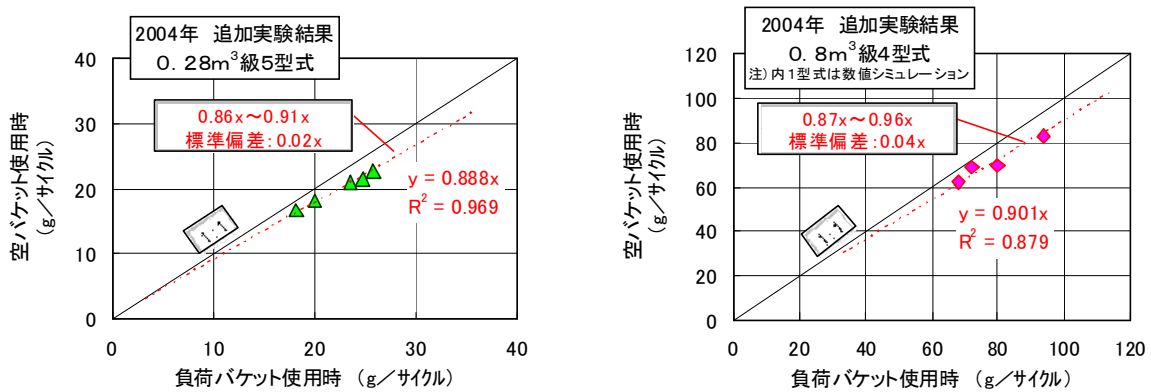 2004年 追加実験結果
0.28m³級5型式
0.86x～0.91x
標準偏差:0.02x
y = 0.888x
R² = 0.969
1:1
空バケット使用時
(g／サイクル)
40
30
20
10
0
0 10 20 30 40
負荷バケット使用時 (g／サイクル)
2004年 追加実験結果
0.8m³級4型式
注)内1型式は数値シミュレーション
0.87x～0.96x
標準偏差:0.04x
y = 0.901x
R² = 0.879
1:1
空バケット使用時
(g／サイクル)
120
100
80
60
40
20
0
0 20 40 60 80 100 120
負荷バケット使用時 (g／サイクル)